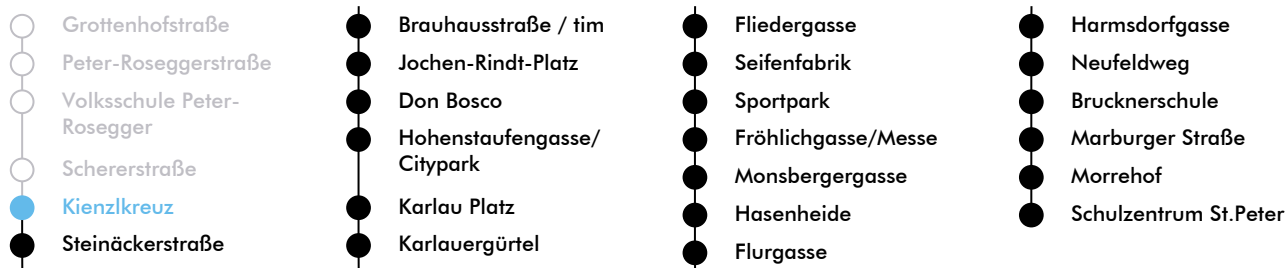 Grottenhofstraße
Peter-Roseggerstraße
Volksschule Peter-
Rosegger
Schererstraße
Kienzlkreuz
Steinäckerstraße
Brauhausstraße / tim
Jochen-Rindt-Platz
Don Bosco
Hohenstaufengasse/
Citypark
Karlau Platz
Karlauergürtel
Fliedergasse
Seifenfabrik
Sportpark
Fröhlichgasse/Messe
Monsbergergasse
Hasenheide
Flurgasse
Harmsdorfgasse
Neufeldweg
Brucknerschule
Marburger Straße
Morrehof
Schulzentrum St.Peter